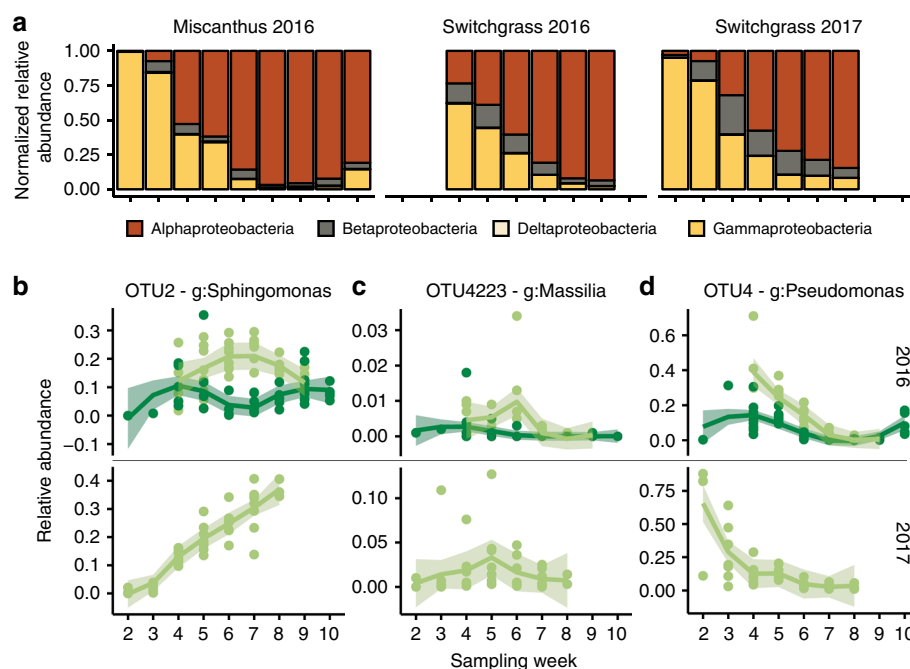 a
Miscanthus 2016
Switchgrass 2016
Switchgrass 2017
Normalized relative
abundance
1.00
0.75
0.50
0.25
0.00
Alphaproteobacteria
Betaproteobacteria
Deltaproteobacteria
Gammaproteobacteria
b
OTU2 - g:Sphingomonas
c
OTU4223 - g:Massilia
d
OTU4 - g:Pseudomonas
Relative abundance
0.3
0.2
0.1
0.0
−0.1
0.03
0.02
0.01
0.00
0.6
0.4
0.2
0.0
2016
0.4
0.3
0.2
0.1
0.0
0.10
0.05
0.00
0.75
0.50
0.25
0.00
2017
2 3 4 5 6 7 8 9 10
2 3 4 5 6 7 8 9 10
2 3 4 5 6 7 8 9 10
Sampling week